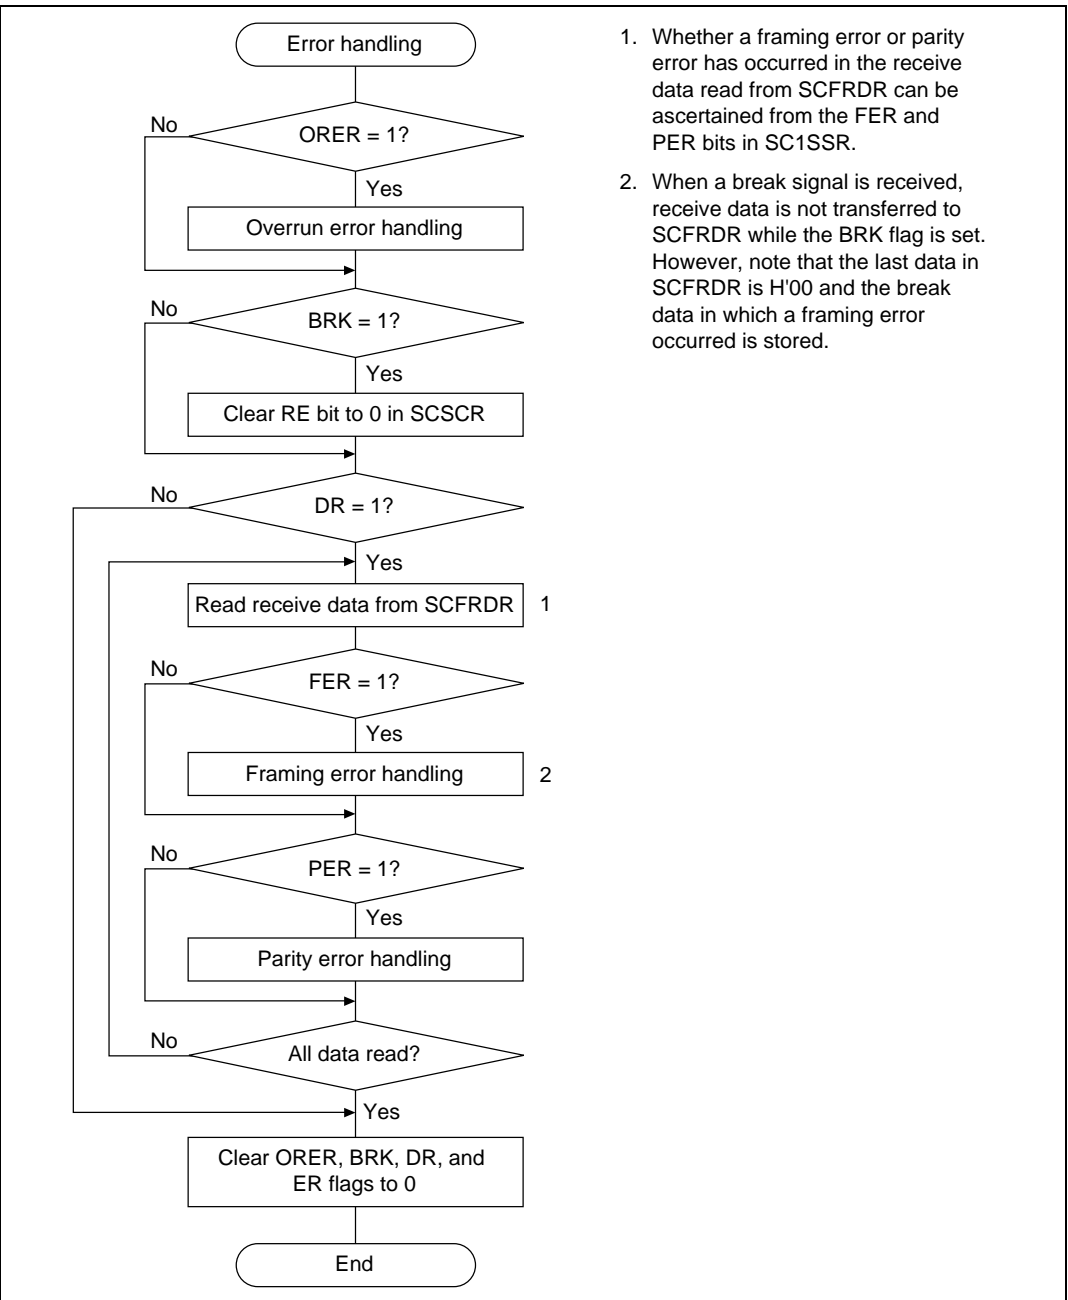 Error handling
No
ORER = 1?
Yes
Overrun error handling
No
BRK = 1?
Yes
Clear RE bit to 0 in SCSCR
No
DR = 1?
Yes
Read receive data from SCFRDR 1
No
FER = 1?
Yes
Framing error handling 2
No
PER = 1?
Yes
Parity error handling
No
All data read?
Yes
Clear ORER, BRK, DR, and
ER flags to 0
End
1. Whether a framing error or parity
error has occurred in the receive
data read from SCFRDR can be
ascertained from the FER and
PER bits in SC1SSR.
2. When a break signal is received,
receive data is not transferred to
SCFRDR while the BRK flag is set.
However, note that the last data in
SCFRDR is H'00 and the break
data in which a framing error
occurred is stored.